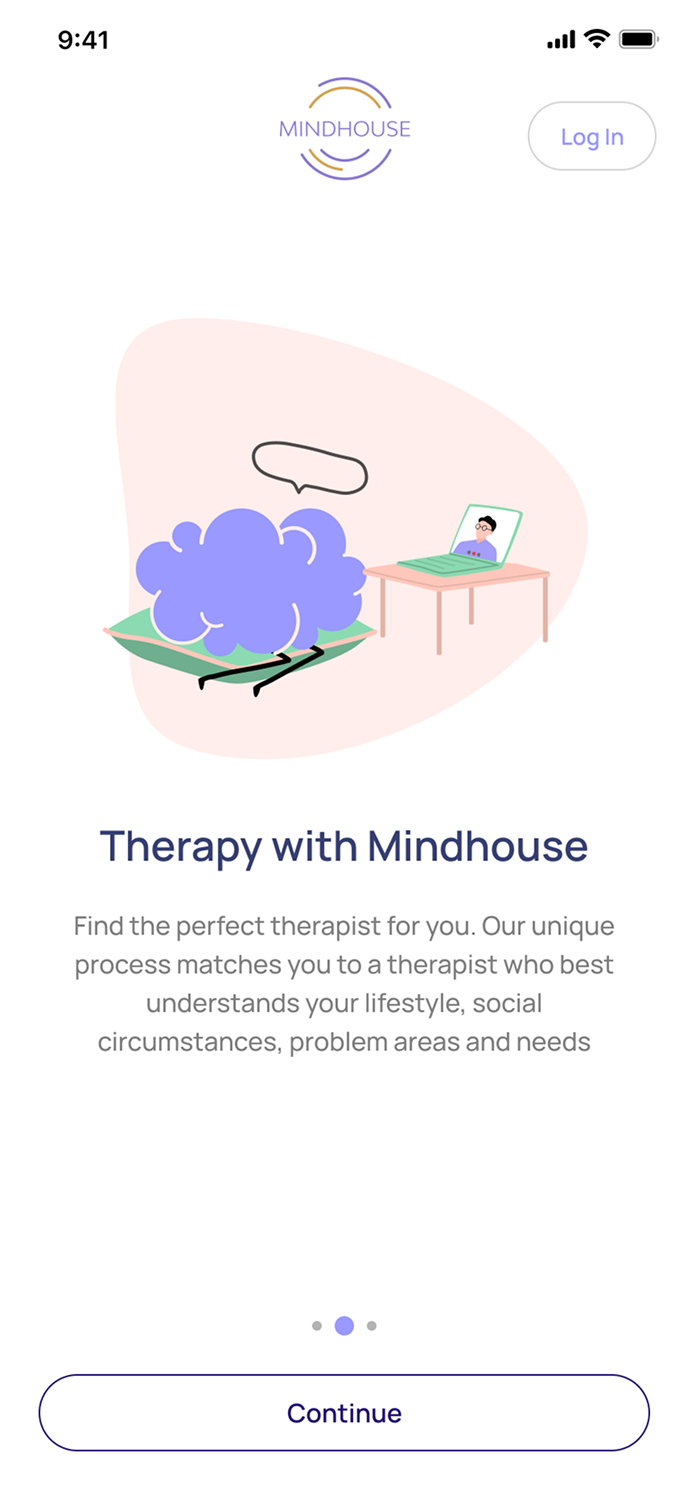 9:41
MINDHOUSE
Log In
Therapy with Mindhouse
Find the perfect therapist for you. Our unique
process matches you to a therapist who best
understands your lifestyle, social
circumstances, problem areas and needs
Continue